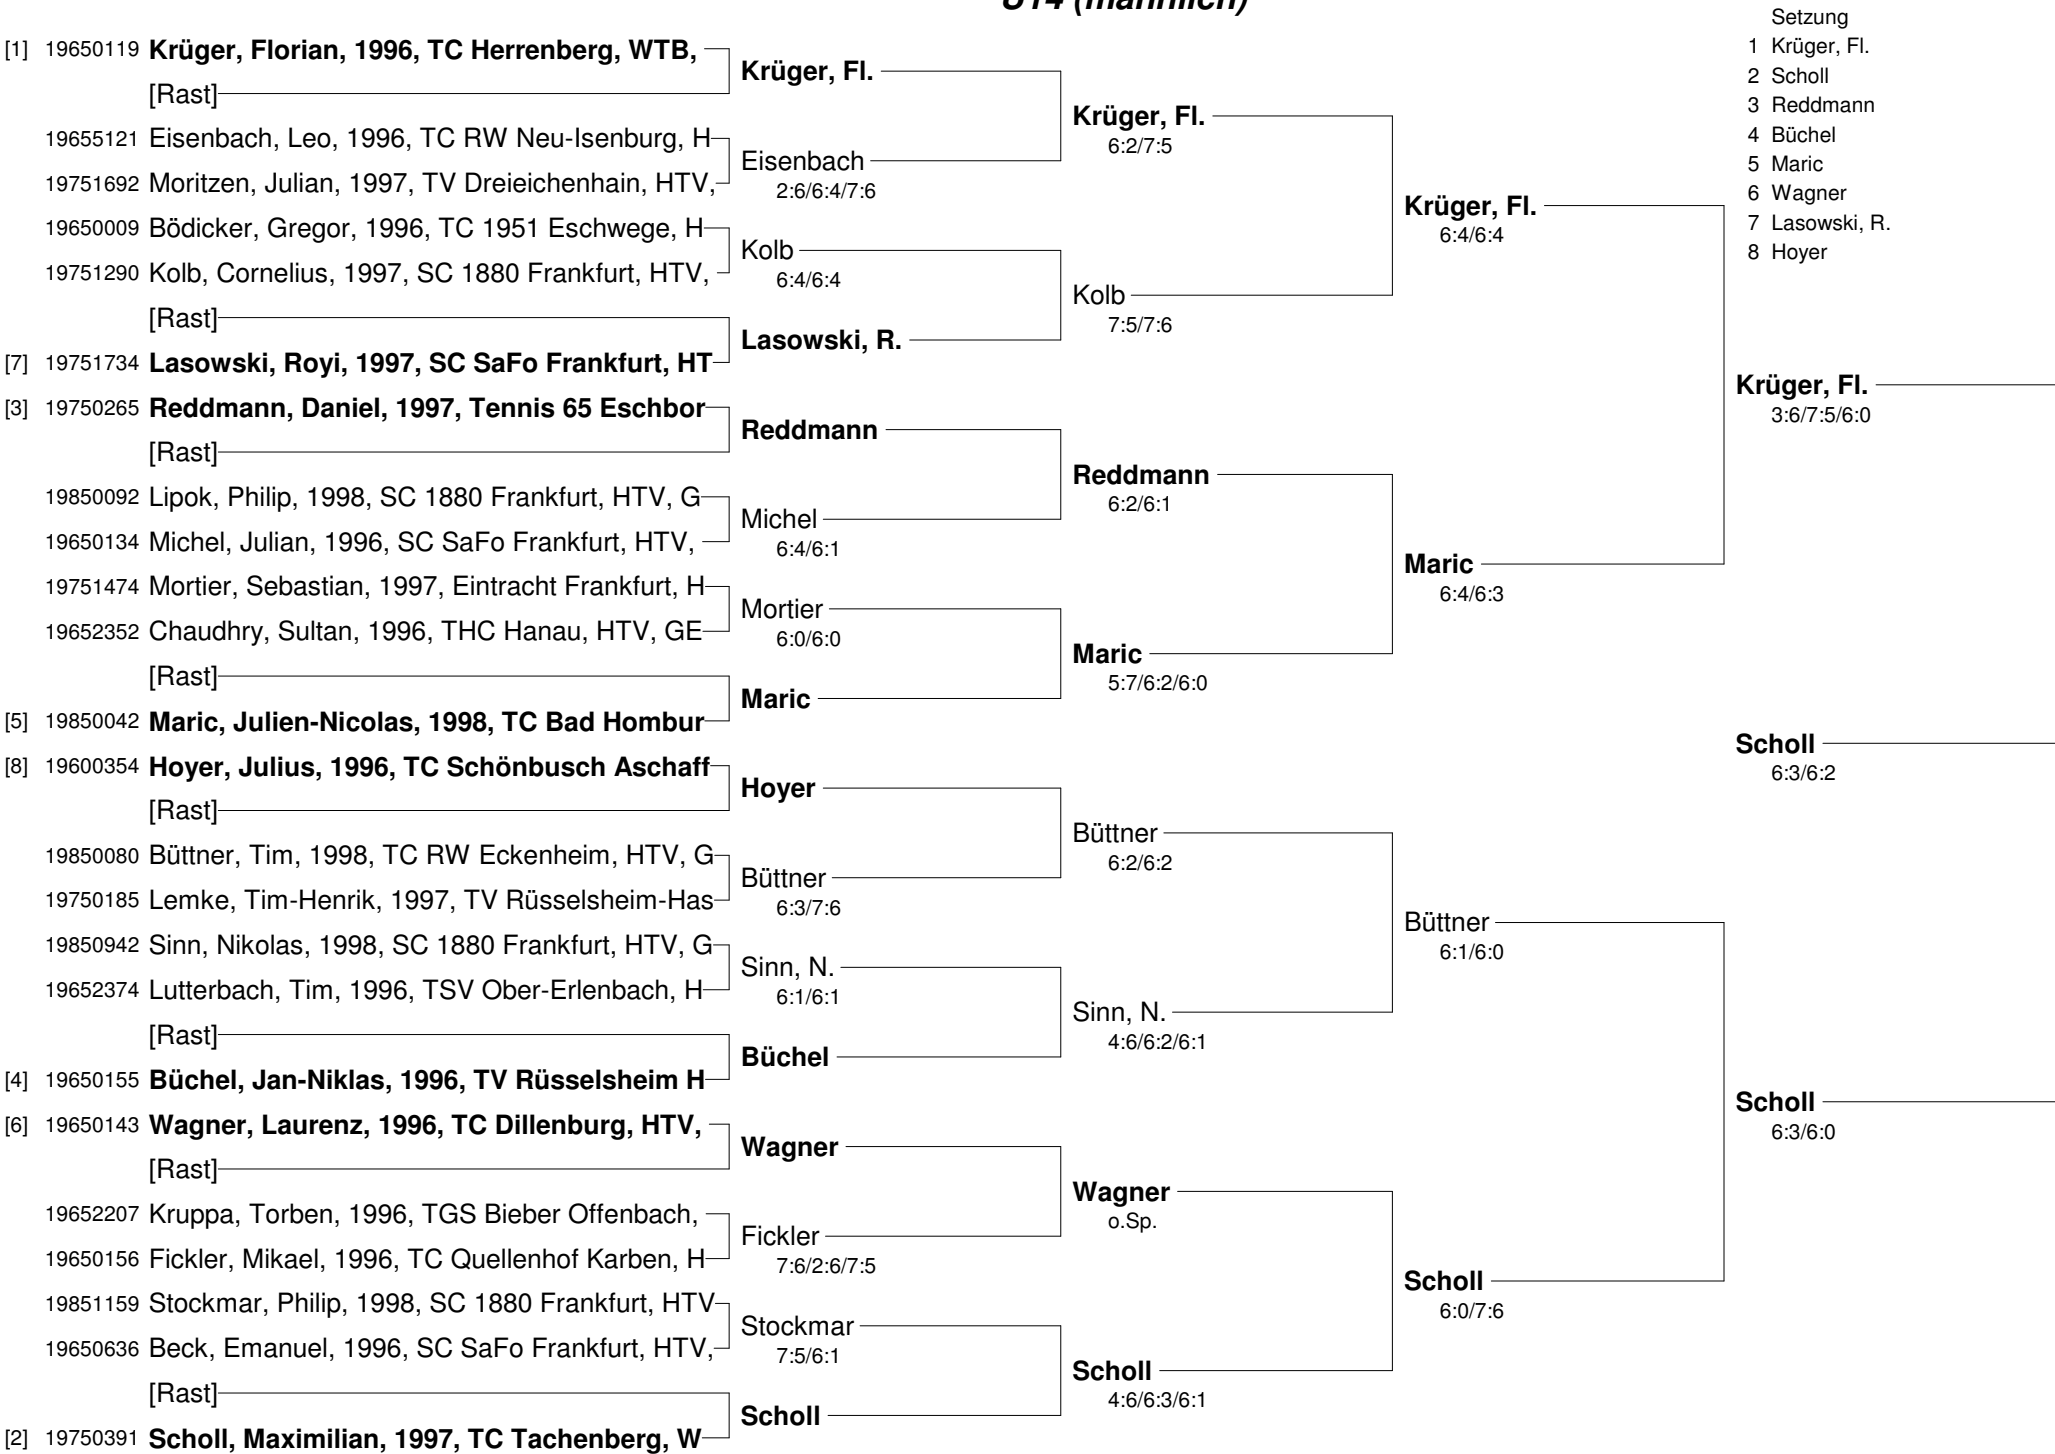 U14 (männlich)
[1] 19650119 Krüger, Florian, 1996, TC Herrenberg, WTB,
[Rast]
19655121 Eisenbach, Leo, 1996, TC RW Neu-Isenburg, H
19751692 Moritzen, Julian, 1997, TV Dreieichenhain, HTV,
19650009 Bödicker, Gregor, 1996, TC 1951 Eschwege, H
19751290 Kolb, Cornelius, 1997, SC 1880 Frankfurt, HTV,
[Rast]
[7] 19751734 Lasowski, Royi, 1997, SC SaFo Frankfurt, HT
[3] 19750265 Reddmann, Daniel, 1997, Tennis 65 Eschbor
[Rast]
19850092 Lipok, Philip, 1998, SC 1880 Frankfurt, HTV, G
19650134 Michel, Julian, 1996, SC SaFo Frankfurt, HTV,
19751474 Mortier, Sebastian, 1997, Eintracht Frankfurt, H
19652352 Chaudhry, Sultan, 1996, THC Hanau, HTV, GE
[Rast]
[5] 19850042 Maric, Julien-Nicolas, 1998, TC Bad Hombur
[8] 19600354 Hoyer, Julius, 1996, TC Schönbusch Aschaff
[Rast]
19850080 Büttner, Tim, 1998, TC RW Eckenheim, HTV, G
19750185 Lemke, Tim-Henrik, 1997, TV Rüsselsheim-Has
19850942 Sinn, Nikolas, 1998, SC 1880 Frankfurt, HTV, G
19652374 Lutterbach, Tim, 1996, TSV Ober-Erlenbach, H
[Rast]
[4] 19650155 Büchel, Jan-Niklas, 1996, TV Rüsselsheim H
[6] 19650143 Wagner, Laurenz, 1996, TC Dillenburg, HTV,
[Rast]
19652207 Kruppa, Torben, 1996, TGS Bieber Offenbach,
19650156 Fickler, Mikael, 1996, TC Quellenhof Karben, H
19851159 Stockmar, Philip, 1998, SC 1880 Frankfurt, HTV
19650636 Beck, Emanuel, 1996, SC SaFo Frankfurt, HTV,
[Rast]
[2] 19750391 Scholl, Maximilian, 1997, TC Tachenberg, W
Krüger, Fl.
Eisenbach
2:6/6:4/7:6
Kolb
6:4/6:4
Lasowski, R.
Reddmann
Michel
6:4/6:1
Mortier
6:0/6:0
Maric
Hoyer
Büttner
6:3/7:6
Sinn, N.
6:1/6:1
Büchel
Wagner
Fickler
7:6/2:6/7:5
Stockmar
7:5/6:1
Scholl
Krüger, Fl.
6:2/7:5
Kolb
7:5/7:6
Reddmann
6:2/6:1
Maric
5:7/6:2/6:0
Büttner
6:2/6:2
Sinn, N.
4:6/6:2/6:1
Wagner
o.Sp.
Scholl
4:6/6:3/6:1
Krüger, Fl.
6:4/6:4
Maric
6:4/6:3
Büttner
6:1/6:0
Scholl
6:0/7:6
Setzung
1 Krüger, Fl.
2 Scholl
3 Reddmann
4 Büchel
5 Maric
6 Wagner
7 Lasowski, R.
8 Hoyer
Krüger, Fl.
3:6/7:5/6:0
Scholl
6:3/6:2
Scholl
6:3/6:0